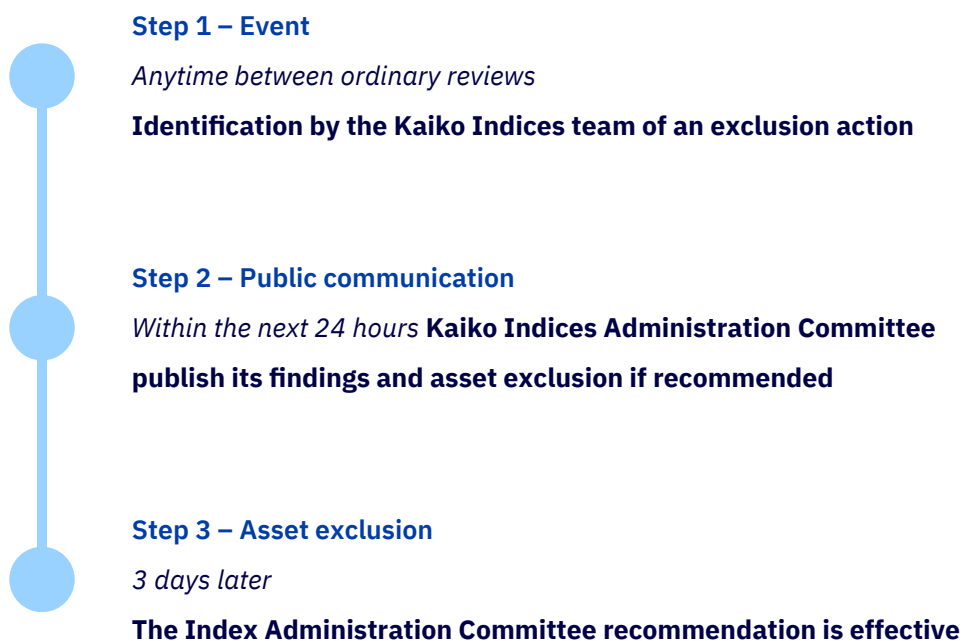 Step 1 – Event
Anytime between ordinary reviews
Identification by the Kaiko Indices team of an exclusion action
Step 2 – Public communication
Within the next 24 hours Kaiko Indices Administration Committee
publish its findings and asset exclusion if recommended
Step 3 – Asset exclusion
3 days later
The Index Administration Committee recommendation is effective